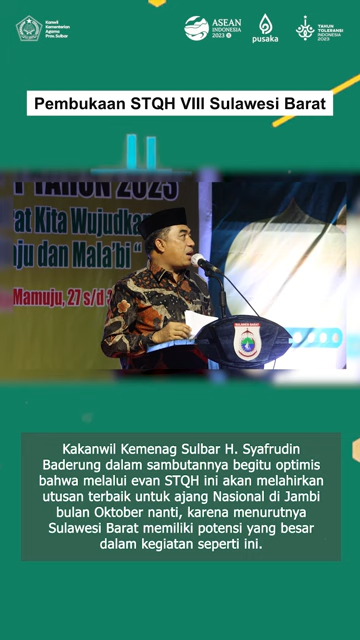 Kanwil
Kementerian
Agama
Prov. Sulbar
ASEAN
INDONESIA
2023
pusaka
TAHUN
TOLERANSI
INDONESIA
2023
Pembukaan STQH VIII Sulawesi Barat
TAHUN 2023
at Kita Wujudkan
ju dan Mala'bi "
Mamuju, 27 s/d
SULAWESI BARAT
Kakanwil Kemenag Sulbar H. Syafrudin
Baderung dalam sambutannya begitu optimis
bahwa melalui evan STQH ini akan melahirkan
utusan terbaik untuk ajang Nasional di Jambi
bulan Oktober nanti, karena menurutnya
Sulawesi Barat memiliki potensi yang besar
dalam kegiatan seperti ini.